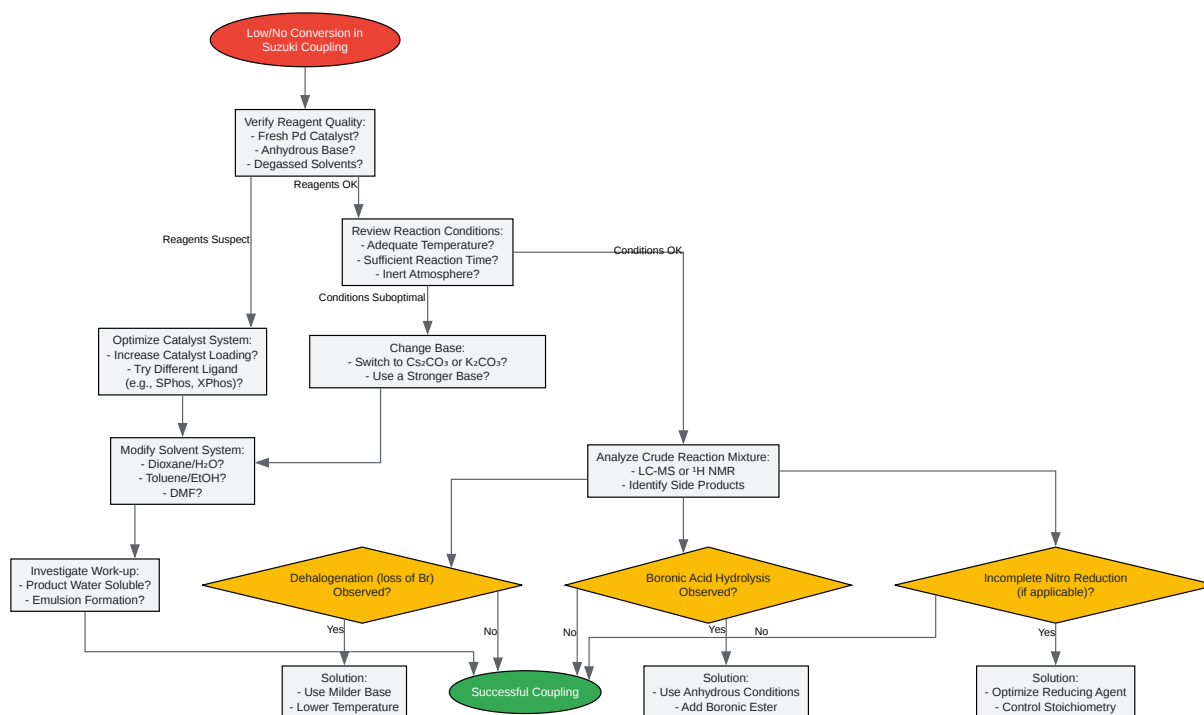 Low/No Conversion in
Suzuki Coupling
Verify Reagent Quality:
- Fresh Pd Catalyst?
- Anhydrous Base?
- Degassed Solvents?
Reagents OK
Reagents Suspect
Review Reaction Conditions:
- Adequate Temperature?
- Sufficient Reaction Time?
- Inert Atmosphere?
Conditions OK
Conditions Suboptimal
Optimize Catalyst System:
- Increase Catalyst Loading?
- Try Different Ligand
(e.g., SPhos, XPhos)?
Change Base:
- Switch to Cs₂CO₃ or K₂CO₃?
- Use a Stronger Base?
Modify Solvent System:
- Dioxane/H₂O?
- Toluene/EtOH?
- DMF?
Analyze Crude Reaction Mixture:
- LC-MS or ¹H NMR
- Identify Side Products
Investigate Work-up:
- Product Water Soluble?
- Emulsion Formation?
Dehalogenation (loss of Br)
Observed?
Boronic Acid Hydrolysis
Observed?
Incomplete Nitro Reduction
(if applicable)?
Yes
No
No
Yes
No
Yes
Solution:
- Use Milder Base
- Lower Temperature
Successful Coupling
Solution:
- Use Anhydrous Conditions
- Add Boronic Ester
Solution:
- Optimize Reducing Agent
- Control Stoichiometry